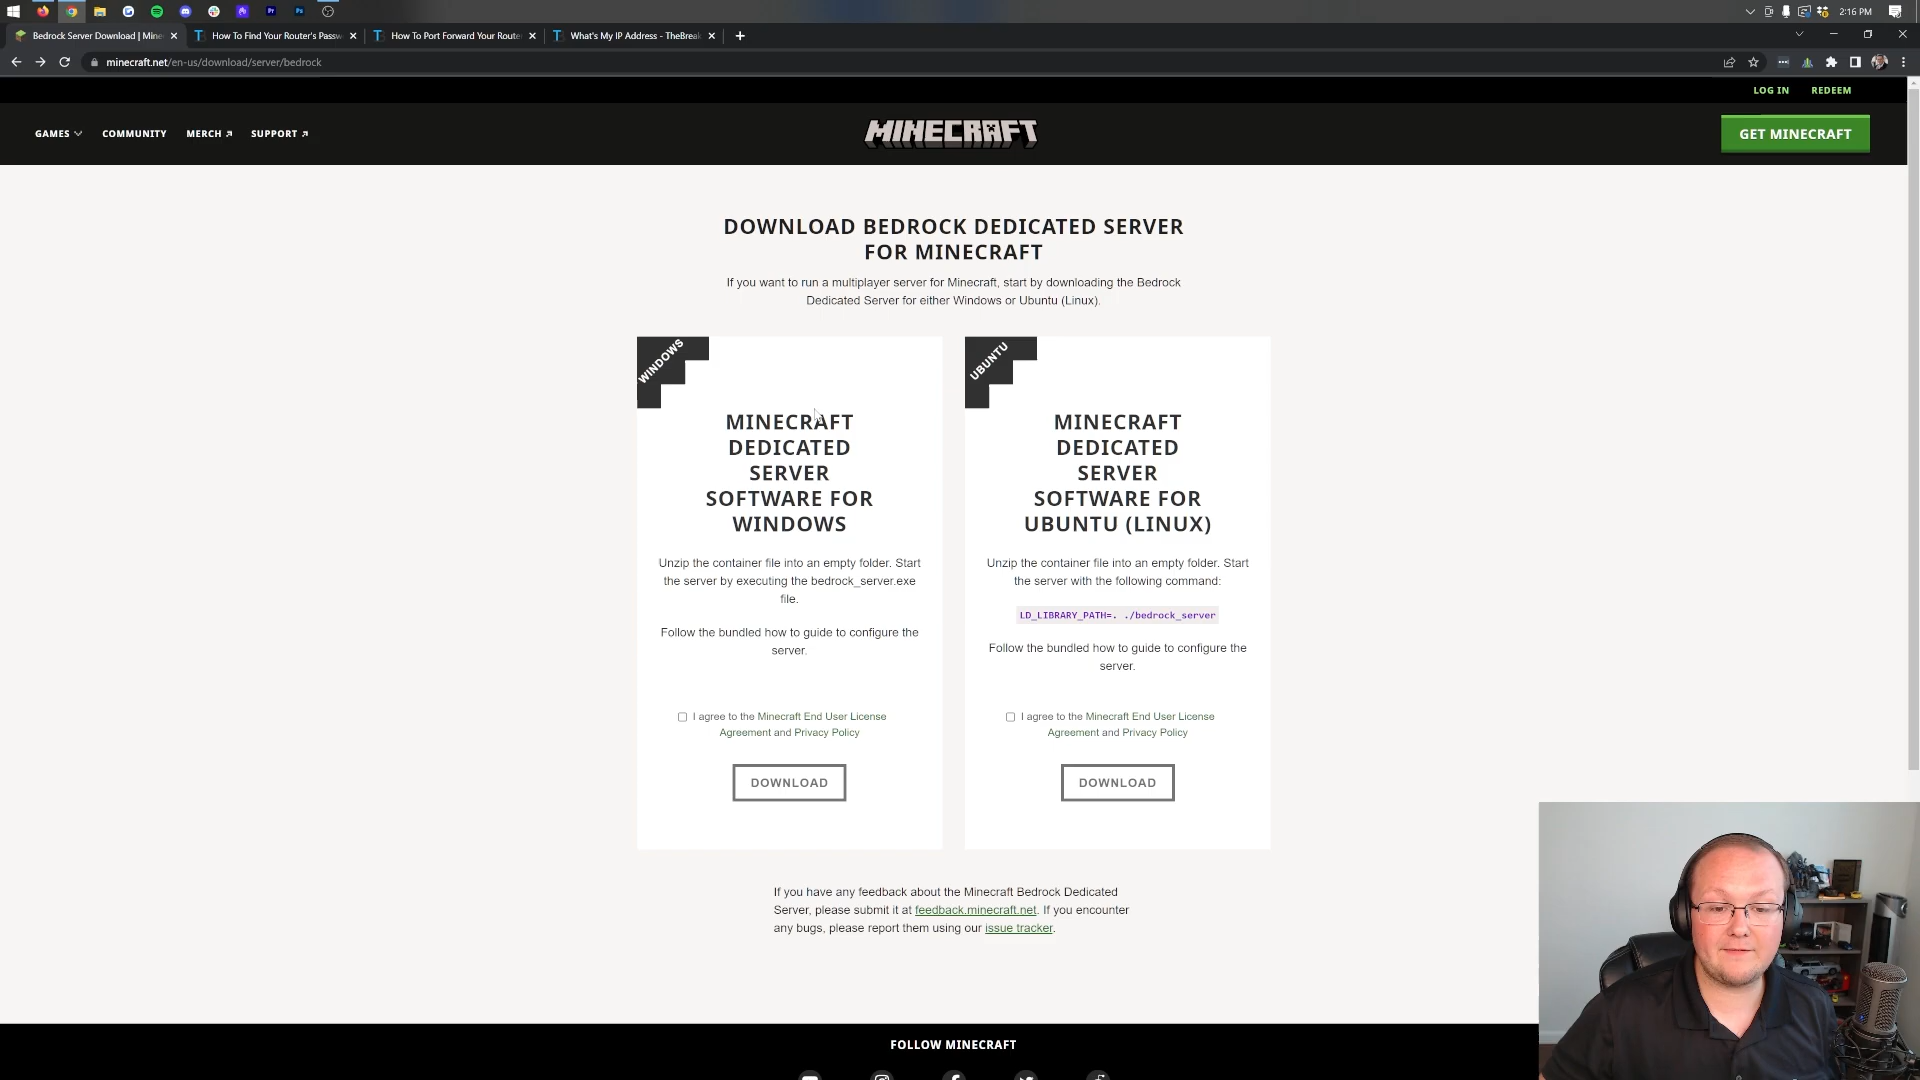 2:16 PM
Bedrock Server Download | Mine
How To Find Your Router's Passw
How To Port Forward Your Route
What's My IP Address - TheBreak
minecraft.net/en-us/download/server/bedrock
LOG IN
REDEEM
GAMES
COMMUNITY
MERCH
SUPPORT
MINECRAFT
GET MINECRAFT
DOWNLOAD BEDROCK DEDICATED SERVER
FOR MINECRAFT
If you want to run a multiplayer server for Minecraft, start by downloading the Bedrock
Dedicated Server for either Windows or Ubuntu (Linux).
WINDOWS
MINECRAFT
DEDICATED
SERVER
SOFTWARE FOR
WINDOWS
Unzip the container file into an empty folder. Start
the server by executing the bedrock_server.exe
file.
Follow the bundled how to guide to configure the
server.
I agree to the Minecraft End User License
Agreement and Privacy Policy
DOWNLOAD
UBUNTU
MINECRAFT
DEDICATED
SERVER
SOFTWARE FOR
UBUNTU (LINUX)
Unzip the container file into an empty folder. Start
the server with the following command:
LD_LIBRARY_PATH=. ./bedrock_server
Follow the bundled how to guide to configure the
server.
I agree to the Minecraft End User License
Agreement and Privacy Policy
DOWNLOAD
If you have any feedback about the Minecraft Bedrock Dedicated
Server, please submit it at feedback.minecraft.net. If you encounter
any bugs, please report them using our issue tracker.
FOLLOW MINECRAFT